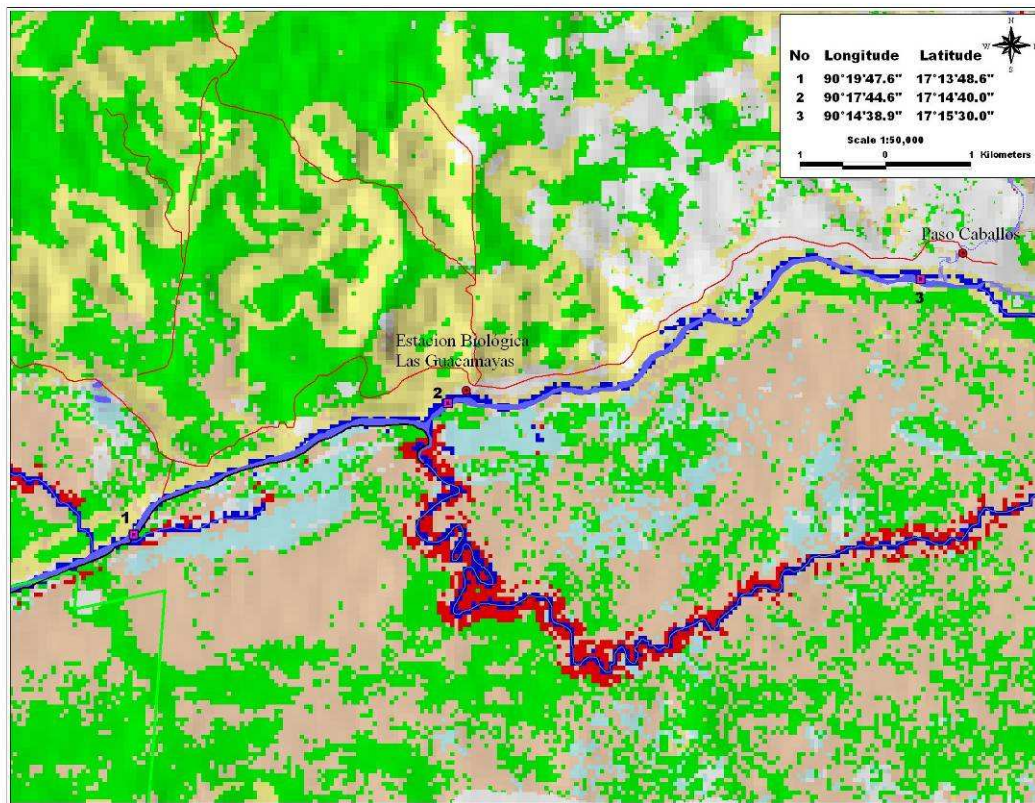 N
W
S
No Longitude Latitude
1 90°19'47.6" 17°13'48.6"
2 90°17'44.6" 17°14'40.0"
3 90°14'38.9" 17°15'30.0"
Scale 1:50,000
1 0 1 Kilometers
Paso Caballos
3
Estacion Biológica
Las Guacamayas
2
1